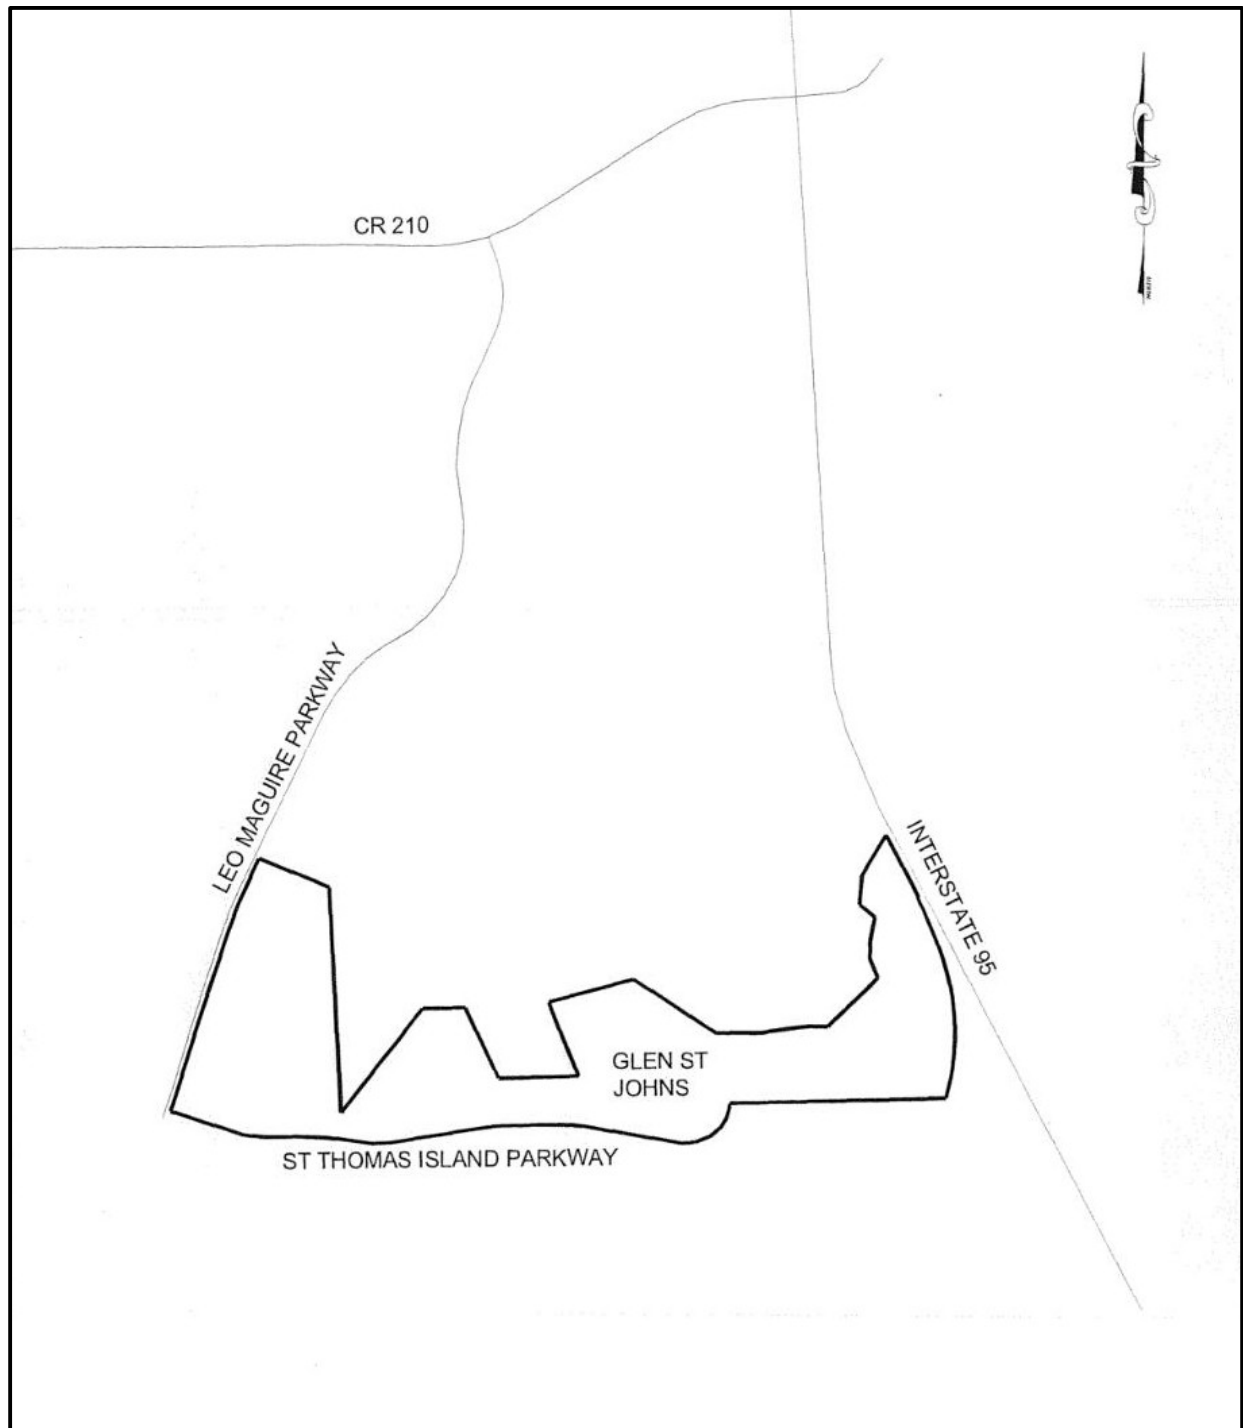 CR 210
LEO MAGUIRE PARKWAY
INTERSTATE 95
GLEN ST
JOHNS
ST THOMAS ISLAND PARKWAY